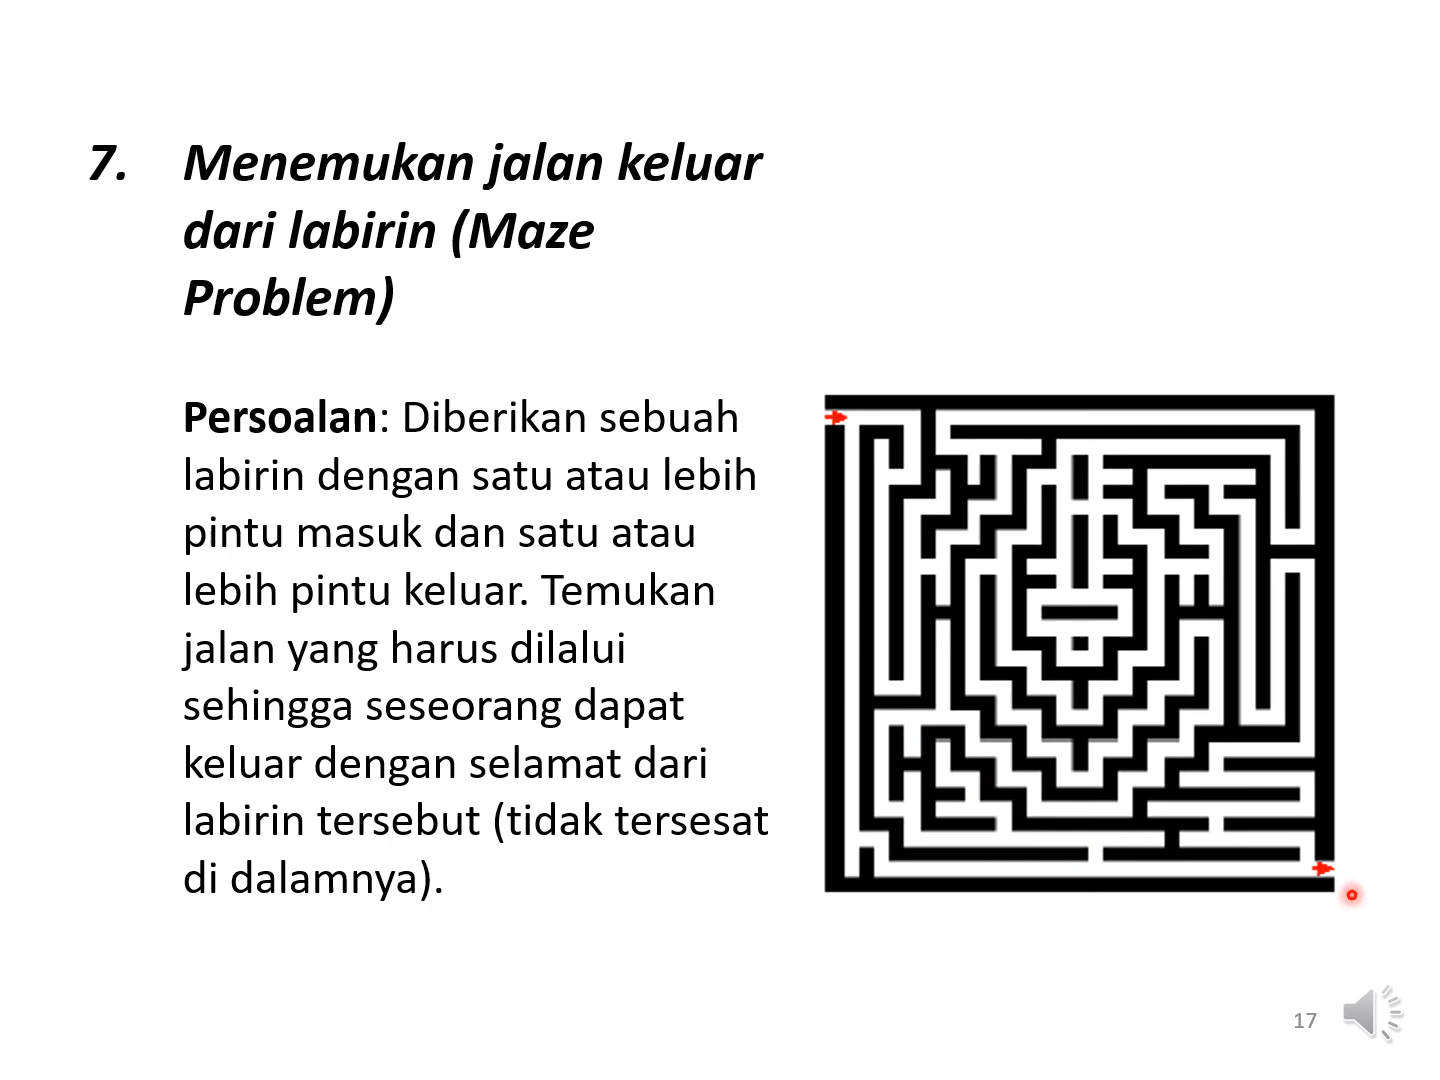 7. Menemukan jalan keluar
dari labirin (Maze
Problem)
Persoalan: Diberikan sebuah
labirin dengan satu atau lebih
pintu masuk dan satu atau
lebih pintu keluar. Temukan
jalan yang harus dilalui
sehingga seseorang dapat
keluar dengan selamat dari
labirin tersebut (tidak tersesat
di dalamnya).
17